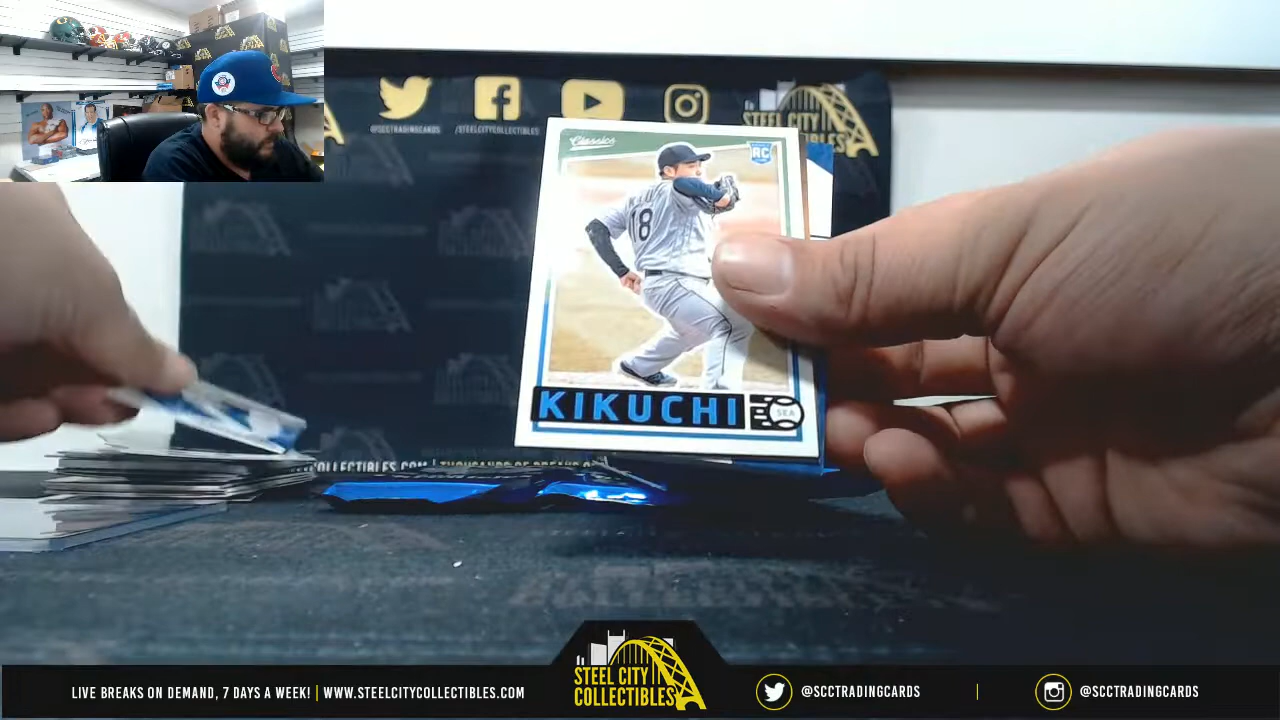 @SCCTRADINGCARDS
/STEELCITYCOLLECTIBLES
STEEL CITY
Classics
RC
18
KIKUCHI
SEA
STEEL CITY
COLLECTIBLES
LIVE BREAKS ON DEMAND, 7 DAYS A WEEK! | WWW.STEELCITYCOLLECTIBLES.COM
@SCCTRADINGCARDS | @SCCTRADINGCARDS